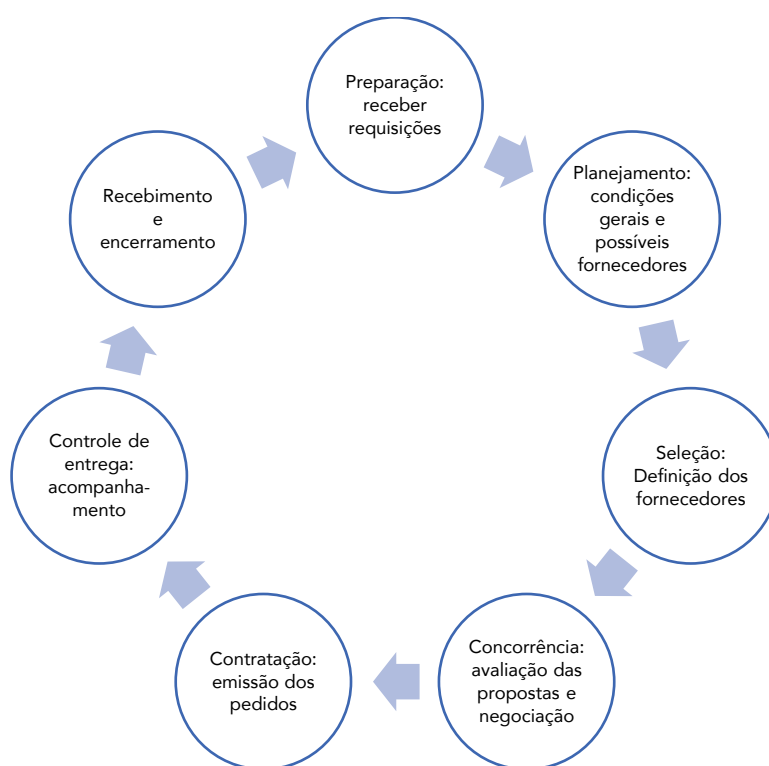 Preparação:
receber
requisições
Planejamento:
condições
gerais e
possíveis
fornecedores
Seleção:
Definição dos
fornecedores
Concorrência:
avaliação das
propostas e
negociação
Contratação:
emissão dos
pedidos
Controle de
entrega:
acompanha-
mento
Recebimento
e
encerramento